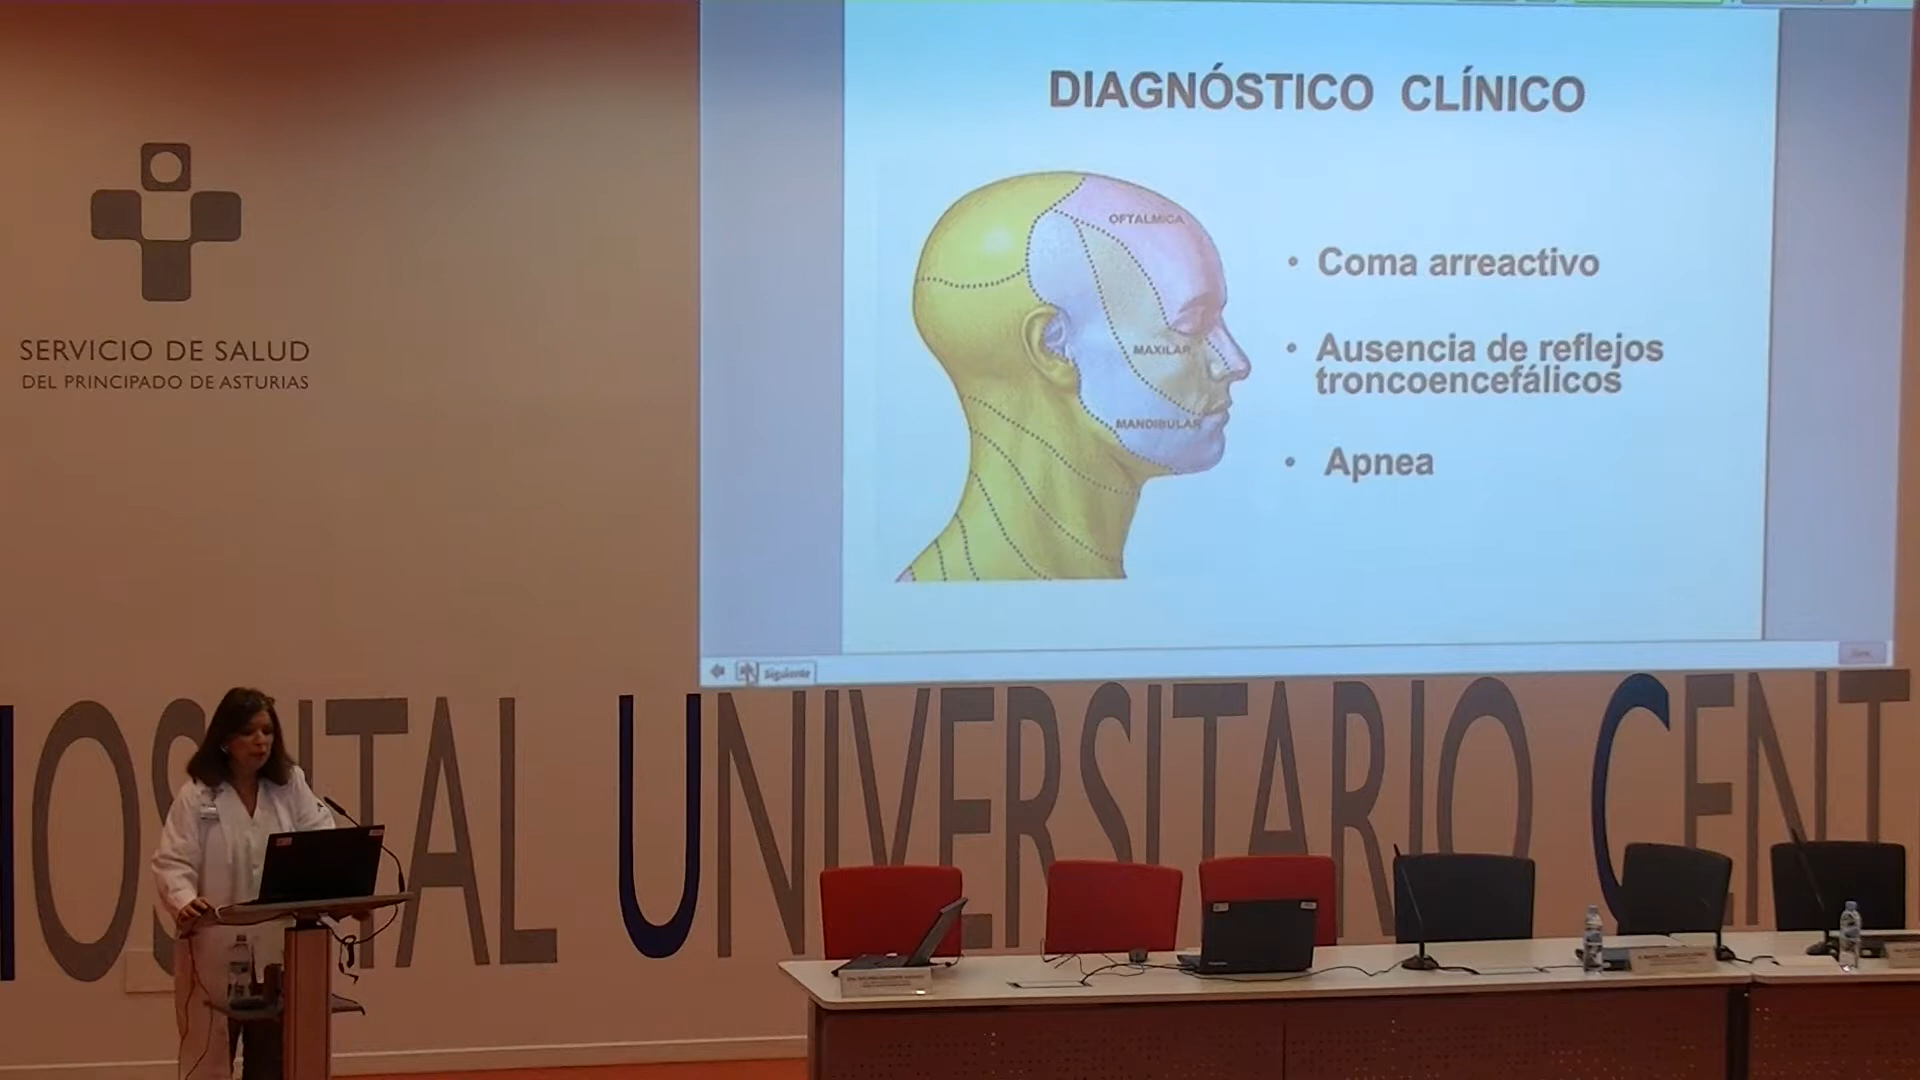 DIAGNÓSTICO CLÍNICO
OFTALMICA
MAXILAR
MANDIBULAR
• Coma arreactivo
• Ausencia de reflejos
troncoencefálicos
• Apnea
Siguiente
SERVICIO DE SALUD
DEL PRINCIPADO DE ASTURIAS
HOSPITAL UNIVERSITARIO CENT